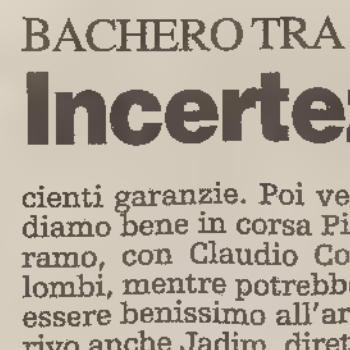 BACHERO TRA
Incerte
cienti garanzie. Poi ve
diamo bene in corsa Pi
ramo, con Claudio Co
lombi, mentre potrebb
essere benissimo all'ar
rivo anche Jadim, diret